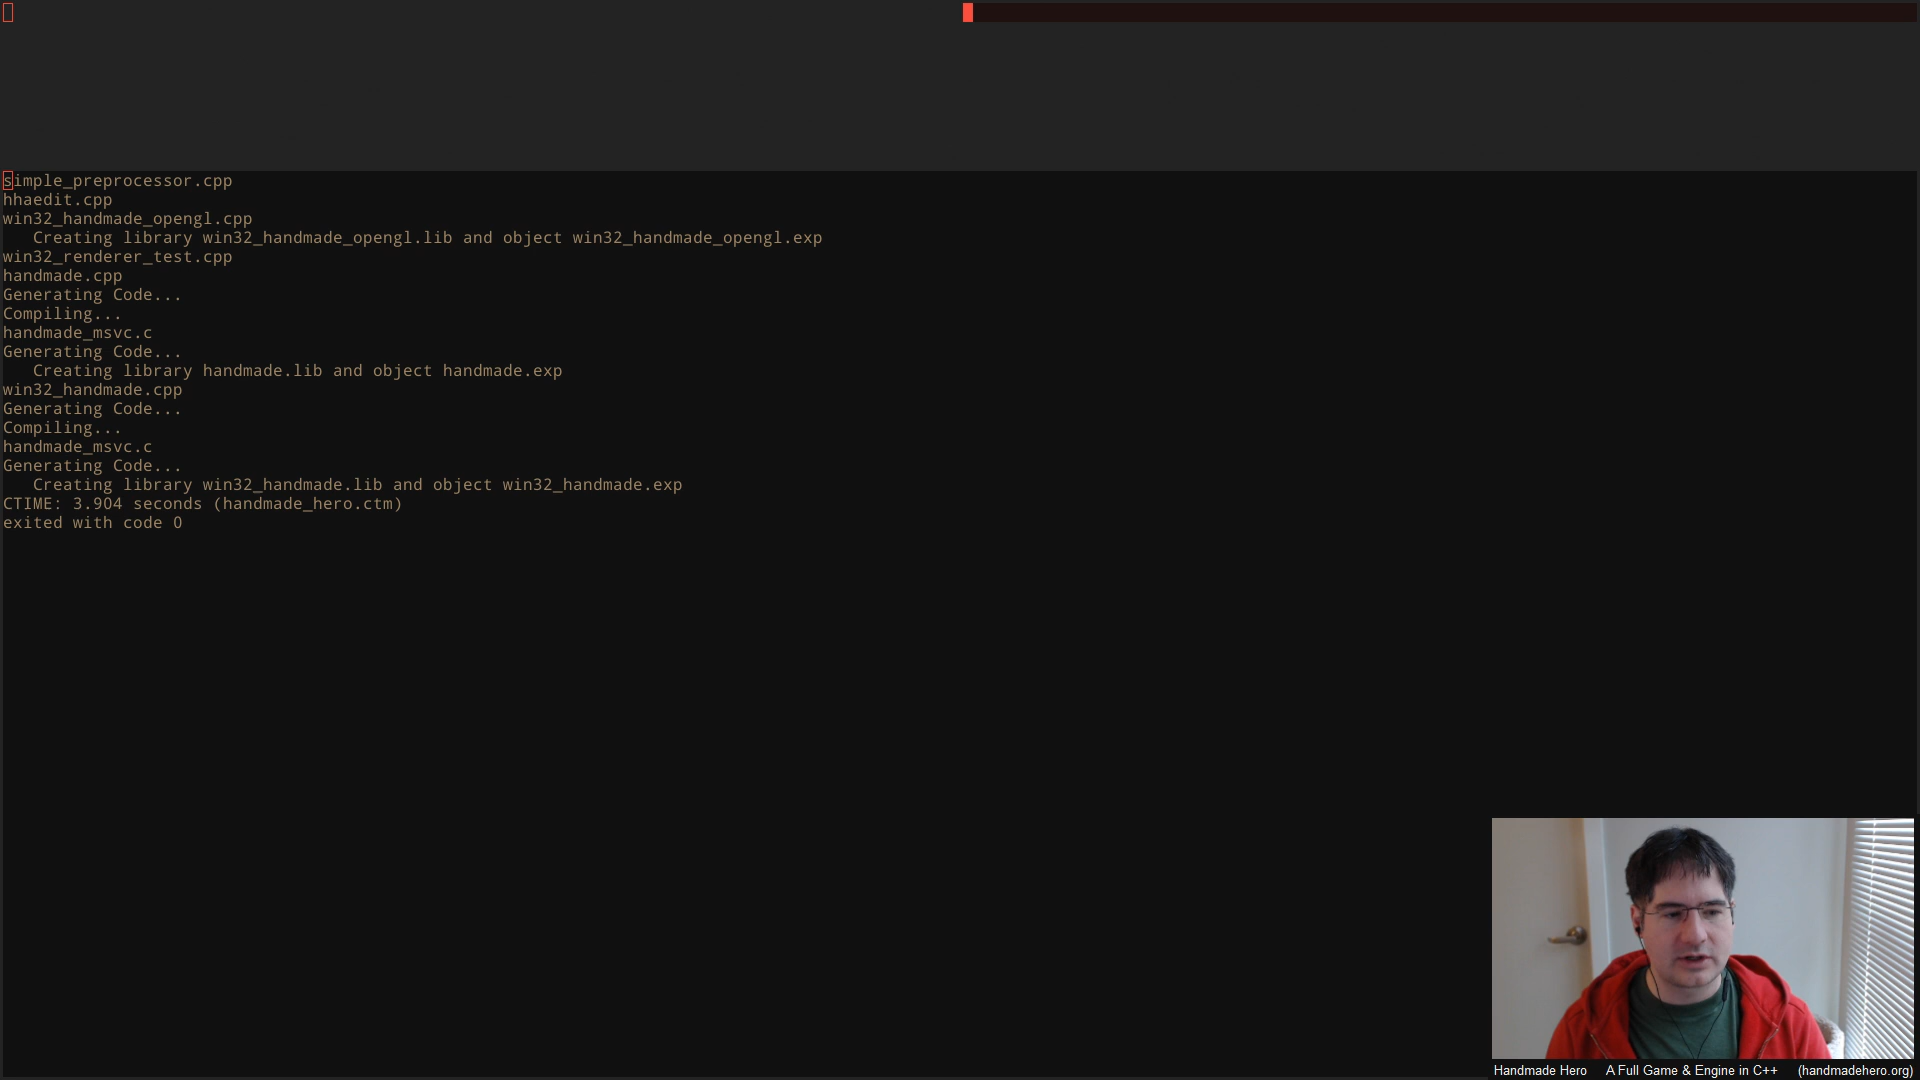 simple_preprocessor.cpp
hhaedit.cpp
win32_handmade_opengl.cpp
   Creating library win32_handmade_opengl.lib and object win32_handmade_opengl.exp
win32_renderer_test.cpp
handmade.cpp
Generating Code...
Compiling...
handmade_msvc.c
Generating Code...
   Creating library handmade.lib and object handmade.exp
win32_handmade.cpp
Generating Code...
Compiling...
handmade_msvc.c
Generating Code...
   Creating library win32_handmade.lib and object win32_handmade.exp
CTIME: 3.904 seconds (handmade_hero.ctm)
exited with code 0
Handmade Hero A Full Game & Engine in C++ (handmadehero.org)